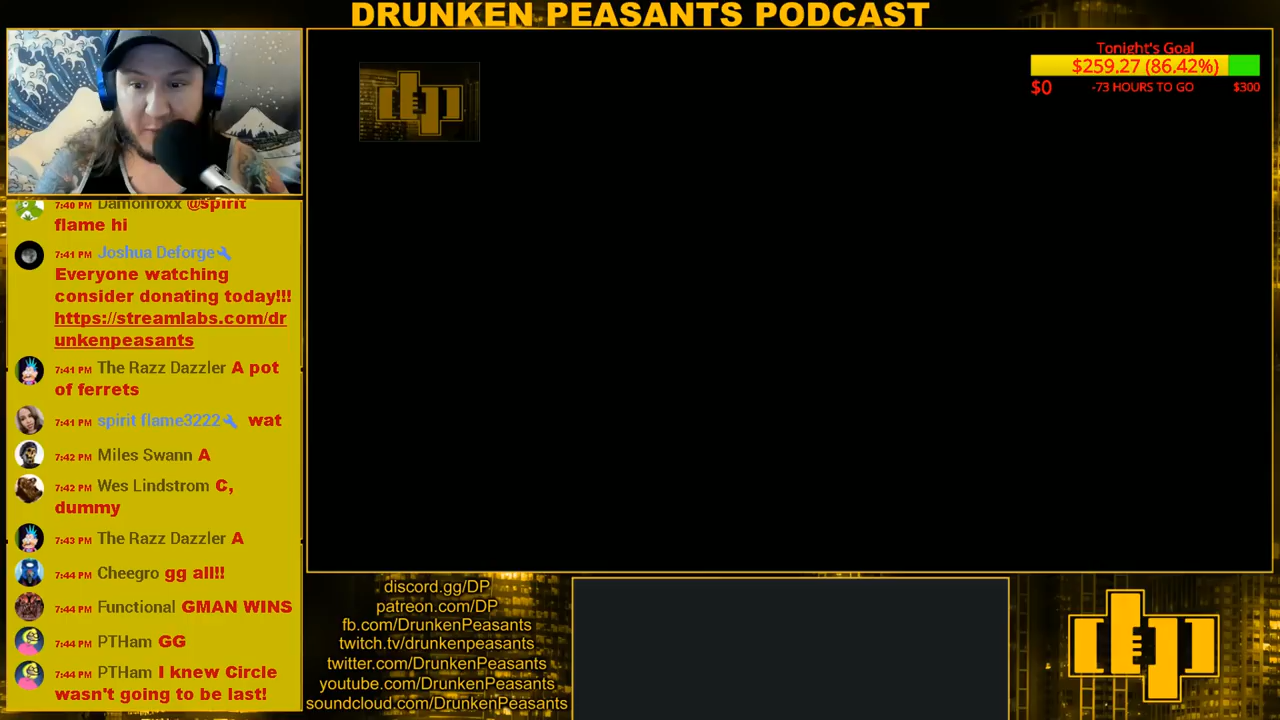 DRUNKEN PEASANTS PODCAST
Tonight's Goal
$259.27 (86.42%)
$0 -73 HOURS TO GO $300
7:40 PM Damonfoxx @spirit
flame hi
7:41 PM Joshua Deforge
Everyone watching
consider donating today!!!
https://streamlabs.com/dr
unkenpeasants
7:41 PM The Razz Dazzler A pot
of ferrets
7:41 PM spirit flame3222 wat
7:42 PM Miles Swann A
7:42 PM Wes Lindstrom C,
dummy
7:43 PM The Razz Dazzler A
7:44 PM Cheegro gg all!!
7:44 PM Functional GMAN WINS
7:44 PM PTHam GG
7:44 PM PTHam I knew Circle
wasn't going to be last!
discord.gg/DP
patreon.com/DP
fb.com/DrunkenPeasants
twitch.tv/drunkenpeasants
twitter.com/DrunkenPeasants
youtube.com/DrunkenPeasants
soundcloud.com/DrunkenPeasants